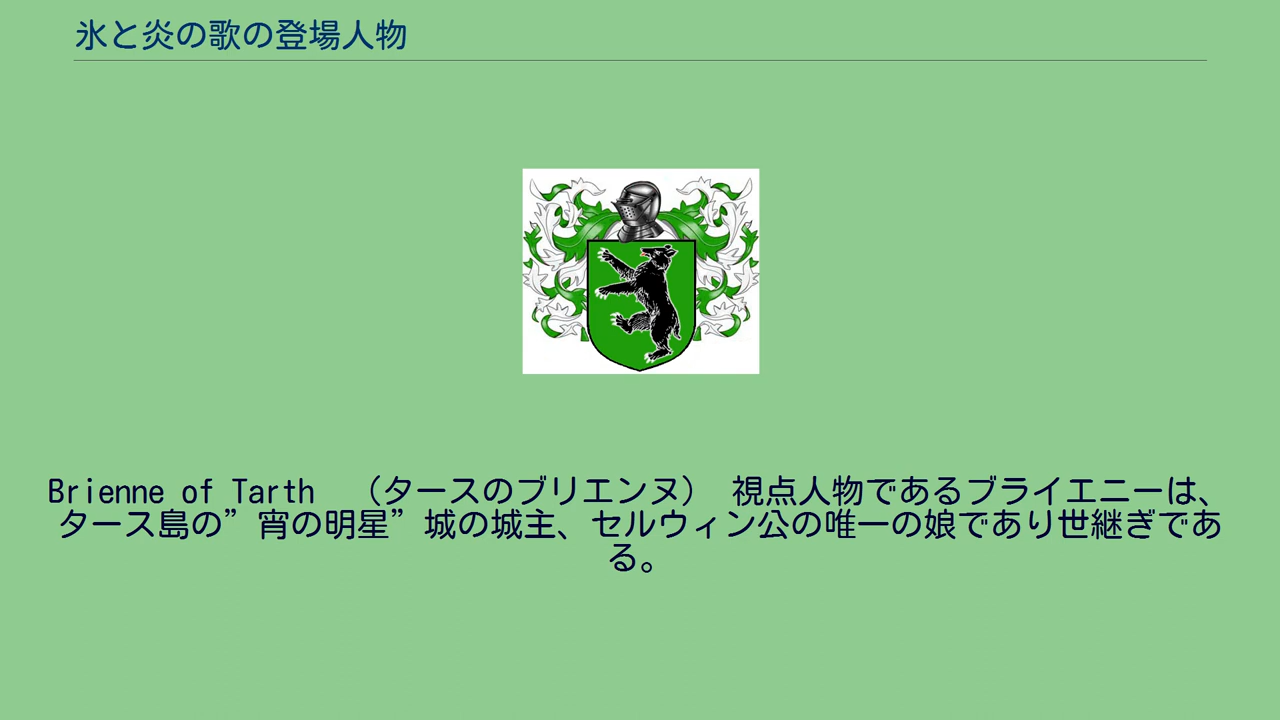 氷と炎の歌の登場人物
Brienne of Tarth　（タースのブリエンヌ） 視点人物であるブライエニーは、
タース島の”宵の明星”城の城主、セルウィン公の唯一の娘であり世継ぎであ
る。